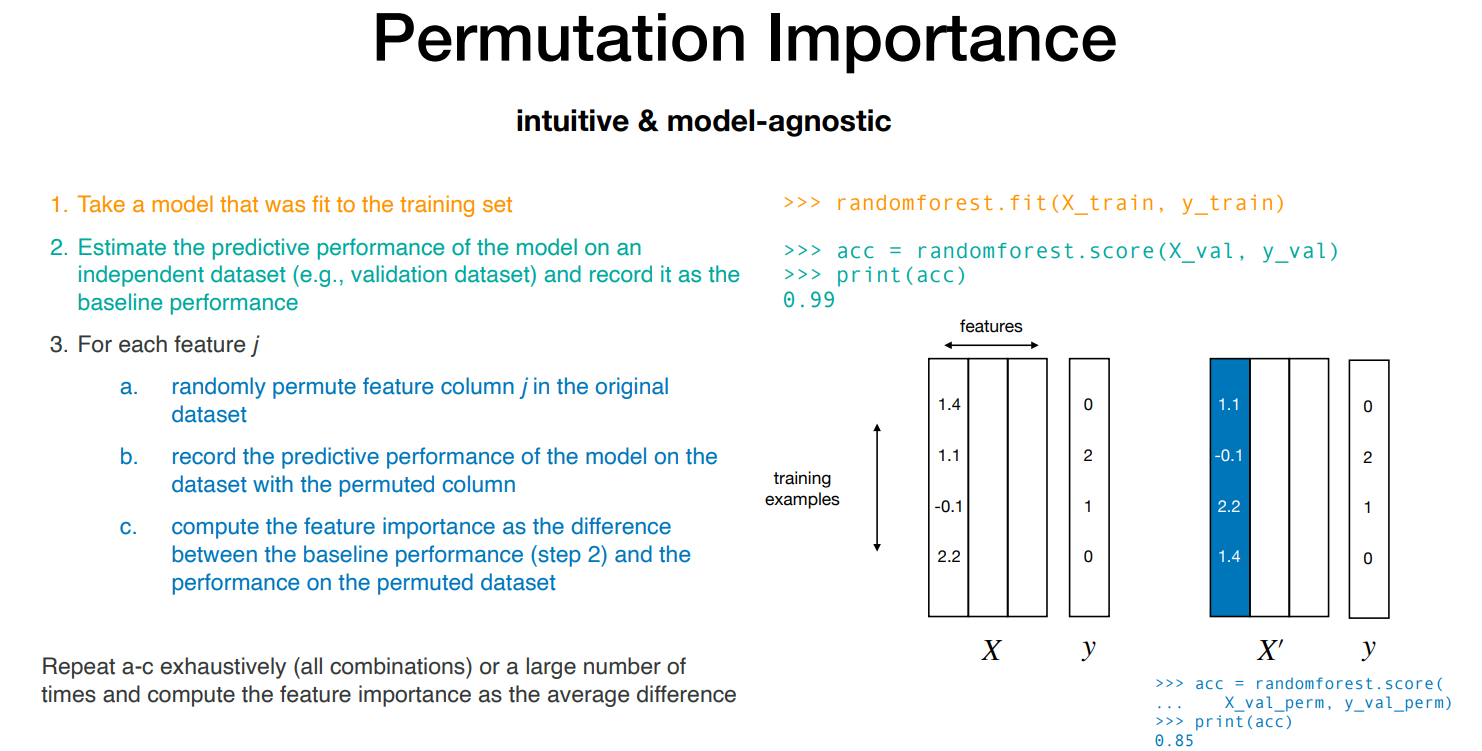 Permutation Importance
intuitive & model-agnostic
1. Take a model that was fit to the training set
2. Estimate the predictive performance of the model on an
independent dataset (e.g., validation dataset) and record it as the
baseline performance
3. For each feature j
a. randomly permute feature column j in the original
dataset
b. record the predictive performance of the model on the
dataset with the permuted column
c. compute the feature importance as the difference
between the baseline performance (step 2) and the
performance on the permuted dataset
Repeat a-c exhaustively (all combinations) or a large number of
times and compute the feature importance as the average difference
>>> randomforest.fit(X_train, y_train)
>>> acc = randomforest.score(X_val, y_val)
>>> print(acc)
0.99
features
training
examples
1.4 0 1.1 0
1.1 2 -0.1 2
-0.1 1 2.2 1
2.2 0 1.4 0
X y X′ y
>>> acc = randomforest.score(
... X_val_perm, y_val_perm)
>>> print(acc)
0.85